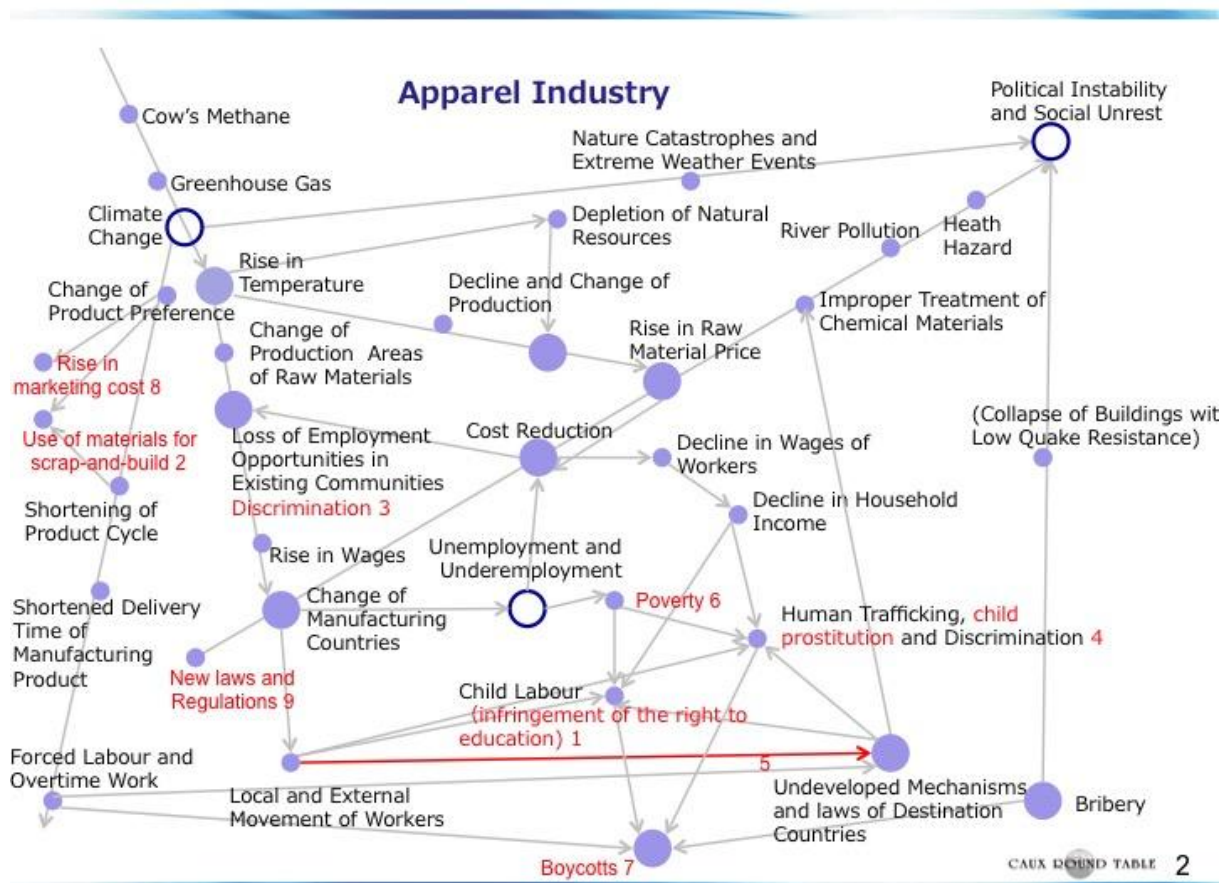 Apparel Industry
Political Instability
and Social Unrest
Cow's Methane
Nature Catastrophes and
Extreme Weather Events
Greenhouse Gas
Climate
Change
Depletion of Natural
Resources
River Pollution
Heath
Hazard
Rise in
Temperature
Decline and Change of
Production
Change of
Product Preference
Improper Treatment of
Chemical Materials
Change of
Production Areas
of Raw Materials
Rise in Raw
Material Price
Rise in
marketing cost 8
Use of materials for
scrap-and-build 2
Loss of Employment
Opportunities in
Existing Communities
Discrimination 3
Cost Reduction
Decline in Wages of
Workers
(Collapse of Buildings wit
Low Quake Resistance)
Shortening of
Product Cycle
Decline in Household
Income
Rise in Wages
Unemployment and
Underemployment
Shortened Delivery
Time of
Manufacturing
Product
Change of
Manufacturing
Countries
Poverty 6
Human Trafficking, child
prostitution and Discrimination 4
New laws and
Regulations 9
Child Labour
(infringement of the right to
education) 1
5
Forced Labour and
Overtime Work
Local and External
Movement of Workers
Undeveloped Mechanisms
and laws of Destination
Countries
Bribery
Boycotts 7
CAUX ROUND TABLE 2